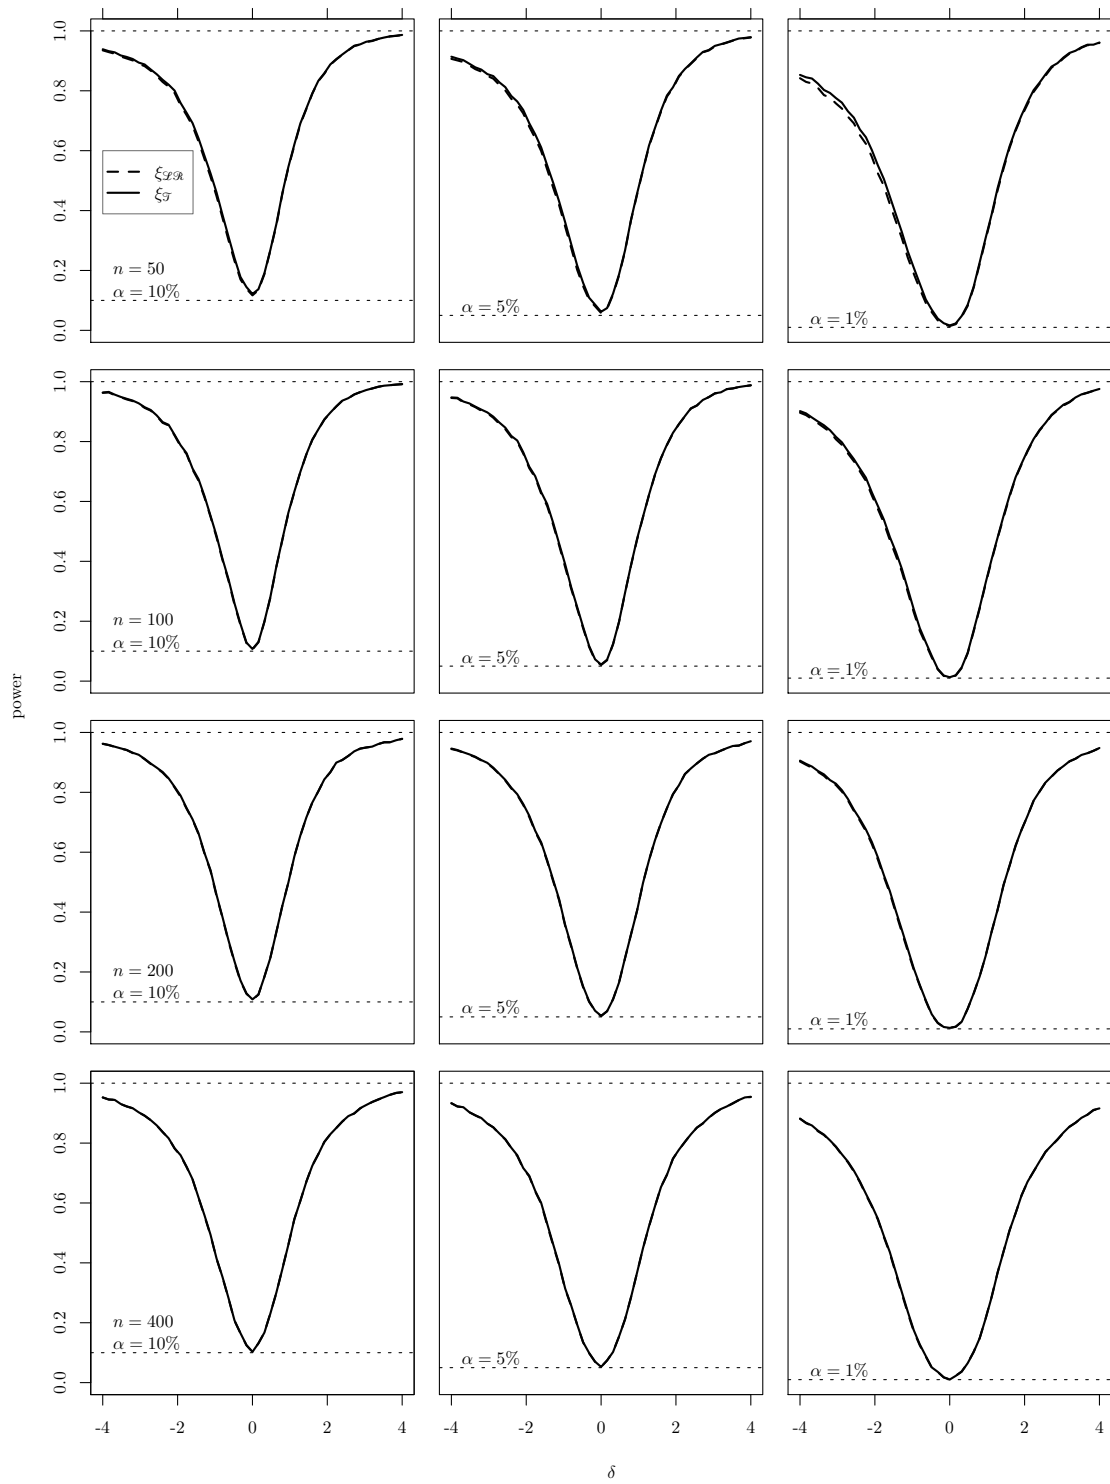 1.0
0.8
0.6
0.4
0.2
0.0
ξ𝓛𝓡
ξ𝒯
n = 50
α = 10%
α = 5%
α = 1%
1.0
0.8
0.6
0.4
0.2
0.0
n = 100
α = 10%
α = 5%
α = 1%
power
1.0
0.8
0.6
0.4
0.2
0.0
n = 200
α = 10%
α = 5%
α = 1%
1.0
0.8
0.6
0.4
0.2
0.0
n = 400
α = 10%
α = 5%
α = 1%
-4 -2 0 2 4 -4 -2 0 2 4 -4 -2 0 2 4
δ